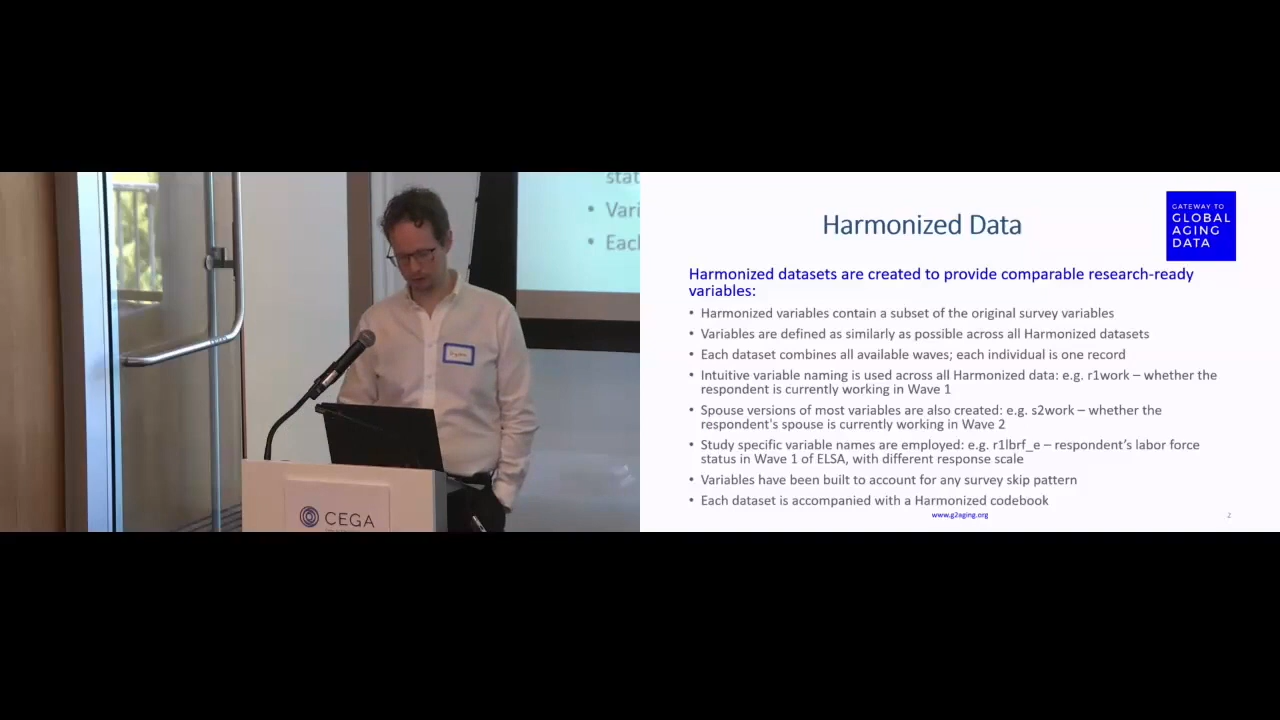 stat
• Vari
• Each
CEGA
Harmonized Data
GATEWAY TO
GLOBAL
AGING
DATA
Harmonized datasets are created to provide comparable research-ready
variables:
• Harmonized variables contain a subset of the original survey variables
• Variables are defined as similarly as possible across all Harmonized datasets
• Each dataset combines all available waves; each individual is one record
• Intuitive variable naming is used across all Harmonized data: e.g. r1work – whether the
respondent is currently working in Wave 1
• Spouse versions of most variables are also created: e.g. s2work – whether the
respondent's spouse is currently working in Wave 2
• Study specific variable names are employed: e.g. r1lbrf_e – respondent’s labor force
status in Wave 1 of ELSA, with different response scale
• Variables have been built to account for any survey skip pattern
• Each dataset is accompanied with a Harmonized codebook
www.g2aging.org
2